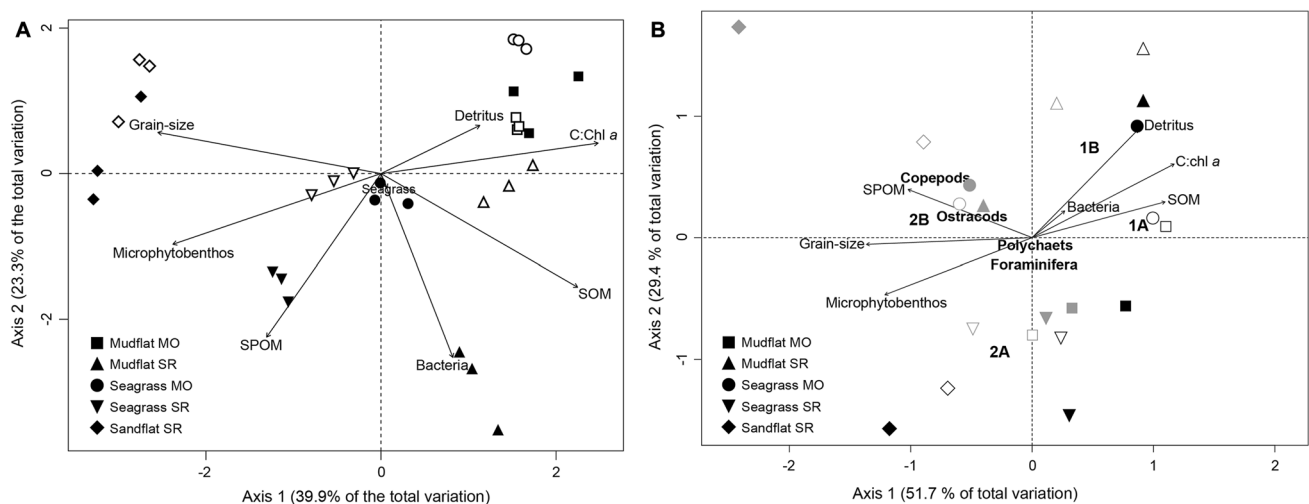 A
Axis 2 (23.3% of the total variation)
2
0
-2
Detritus
C:Chl a
Grain-size
Seagrass
Microphytobenthos
SOM
SPOM
Bacteria
Mudflat MO
Mudflat SR
Seagrass MO
Seagrass SR
Sandflat SR
-2
0
2
Axis 1 (39.9% of the total variation)
B
Axis 2 (29.4 % of total variation)
1
0
-1
Detritus
1B
C:chl a
Copepods
SPOM
SOM
Bacteria
Ostracods
2B
1A
Grain-size
Polychaets
Foraminifera
Microphytobenthos
2A
Mudflat MO
Mudflat SR
Seagrass MO
Seagrass SR
Sandflat SR
-2
-1
0
1
2
Axis 1 (51.7 % of total variation)